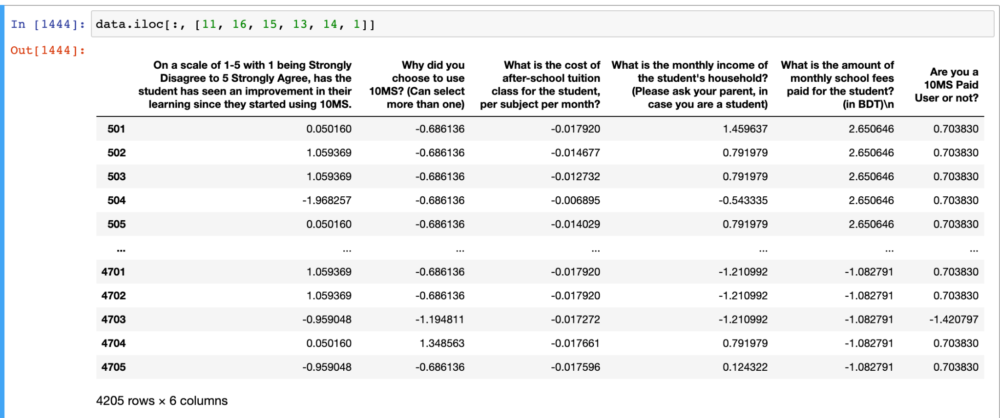 In [1444]: data.iloc[:, [11, 16, 15, 13, 14, 1]]
Out[1444]:
On a scale of 1-5 with 1 being Strongly Disagree to 5 Strongly Agree, has the student has seen an improvement in their learning since they started using 10MS. Why did you choose to use 10MS? (Can select more than one) What is the cost of after-school tuition class for the student, per subject per month? What is the monthly income of the student's household? (Please ask your parent, in case you are a student) What is the amount of monthly school fees paid for the student? (in BDT)\n Are you a 10MS Paid User or not?
501 0.050160 -0.686136 -0.017920 1.459637 2.650646 0.703830
502 1.059369 -0.686136 -0.014677 0.791979 2.650646 0.703830
503 1.059369 -0.686136 -0.012732 0.791979 2.650646 0.703830
504 -1.968257 -0.686136 -0.006895 -0.543335 2.650646 0.703830
505 0.050160 -0.686136 -0.014029 0.791979 2.650646 0.703830
... ... ... ... ... ... ...
4701 1.059369 -0.686136 -0.017920 -1.210992 -1.082791 0.703830
4702 1.059369 -0.686136 -0.017920 -1.210992 -1.082791 0.703830
4703 -0.959048 -1.194811 -0.017272 -1.210992 -1.082791 -1.420797
4704 0.050160 1.348563 -0.017661 0.791979 -1.082791 0.703830
4705 -0.959048 -0.686136 -0.017596 0.124322 -1.082791 0.703830
4205 rows × 6 columns